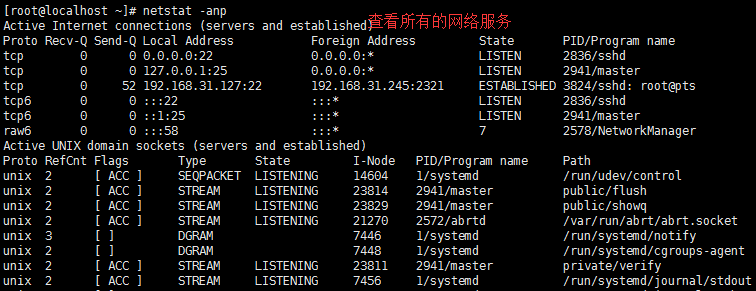 [root@localhost ~]# netstat -anp
Active Internet connections (servers and established)查看所有的网络服务
Proto Recv-Q Send-Q Local Address           Foreign Address         State       PID/Program name
tcp        0      0 0.0.0.0:22              0.0.0.0:*               LISTEN      2836/sshd
tcp        0      0 127.0.0.1:25            0.0.0.0:*               LISTEN      2941/master
tcp        0     52 192.168.31.127:22       192.168.31.245:2321     ESTABLISHED 3824/sshd: root@pts
tcp6       0      0 :::22                   :::*                    LISTEN      2836/sshd
tcp6       0      0 ::1:25                  :::*                    LISTEN      2941/master
raw6       0      0 :::58                   :::*                    7           2578/NetworkManager
Active UNIX domain sockets (servers and established)
Proto RefCnt Flags       Type       State         I-Node   PID/Program name     Path
unix  2      [ ACC ]     SEQPACKET  LISTENING     14604    1/systemd            /run/udev/control
unix  2      [ ACC ]     STREAM     LISTENING     23814    2941/master          public/flush
unix  2      [ ACC ]     STREAM     LISTENING     23829    2941/master          public/showq
unix  2      [ ACC ]     STREAM     LISTENING     21270    2572/abrtd           /var/run/abrt/abrt.socket
unix  3      [ ]         DGRAM                    7446     1/systemd            /run/systemd/notify
unix  2      [ ]         DGRAM                    7448     1/systemd            /run/systemd/cgroups-agent
unix  2      [ ACC ]     STREAM     LISTENING     23811    2941/master          private/verify
unix  2      [ ACC ]     STREAM     LISTENING     7456     1/systemd            /run/systemd/journal/stdout